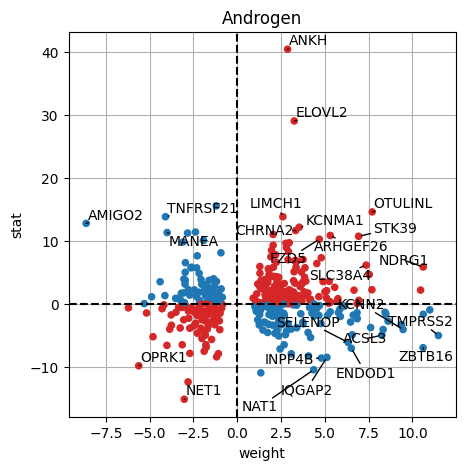 Androgen
ANKH
ELOVL2
LIMCH1
OTULINL
TNFRSF21
AMIGO2
KCNMA1
CHRNA2
STK39
MANEA
ARHGEF26
FZD5
NDRG1
SLC38A4
CNN2
SELENOP
TMPRSS2
ACSL3
OPRK1
INPP4B
ZBTB16
ENDOD1
NET1
IQGAP2
NAT1
stat
40
30
20
10
0
−10
−7.5
−5.0
−2.5
0.0
2.5
5.0
7.5
10.0
weight